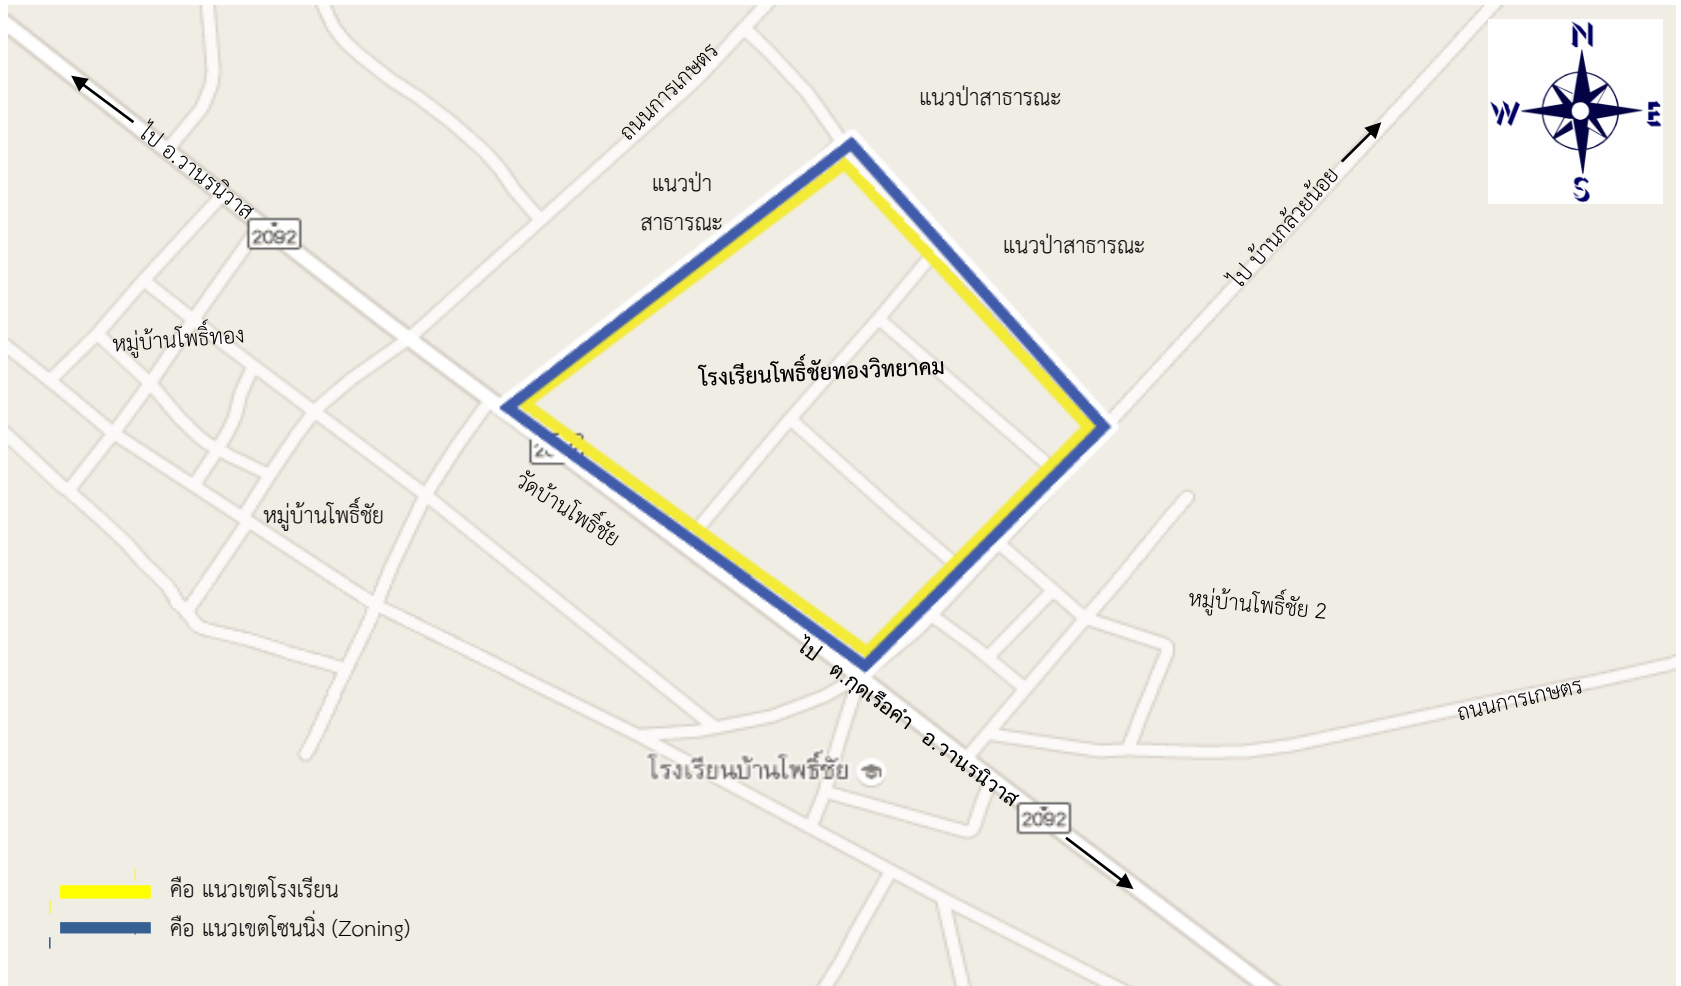 N
W
E
S
แนวป่าสาธารณะ
ถนนการเกษตร
ไป อ.วานรนิวาส
แนวป่า
สาธารณะ
ไป บ้านกล้วยน้อย
2092
แนวป่าสาธารณะ
หมู่บ้านโพธิ์ทอง
โรงเรียนโพธิ์ชัยทองวิทยาคม
วัดบ้านโพธิ์ชัย
หมู่บ้านโพธิ์ชัย
หมู่บ้านโพธิ์ชัย 2
ไป ต.กุดเรือคำ อ.วานรนิวาส
ถนนการเกษตร
โรงเรียนบ้านโพธิ์ชัย
2092
คือ แนวเขตโรงเรียน
คือ แนวเขตโซนนิ่ง (Zoning)